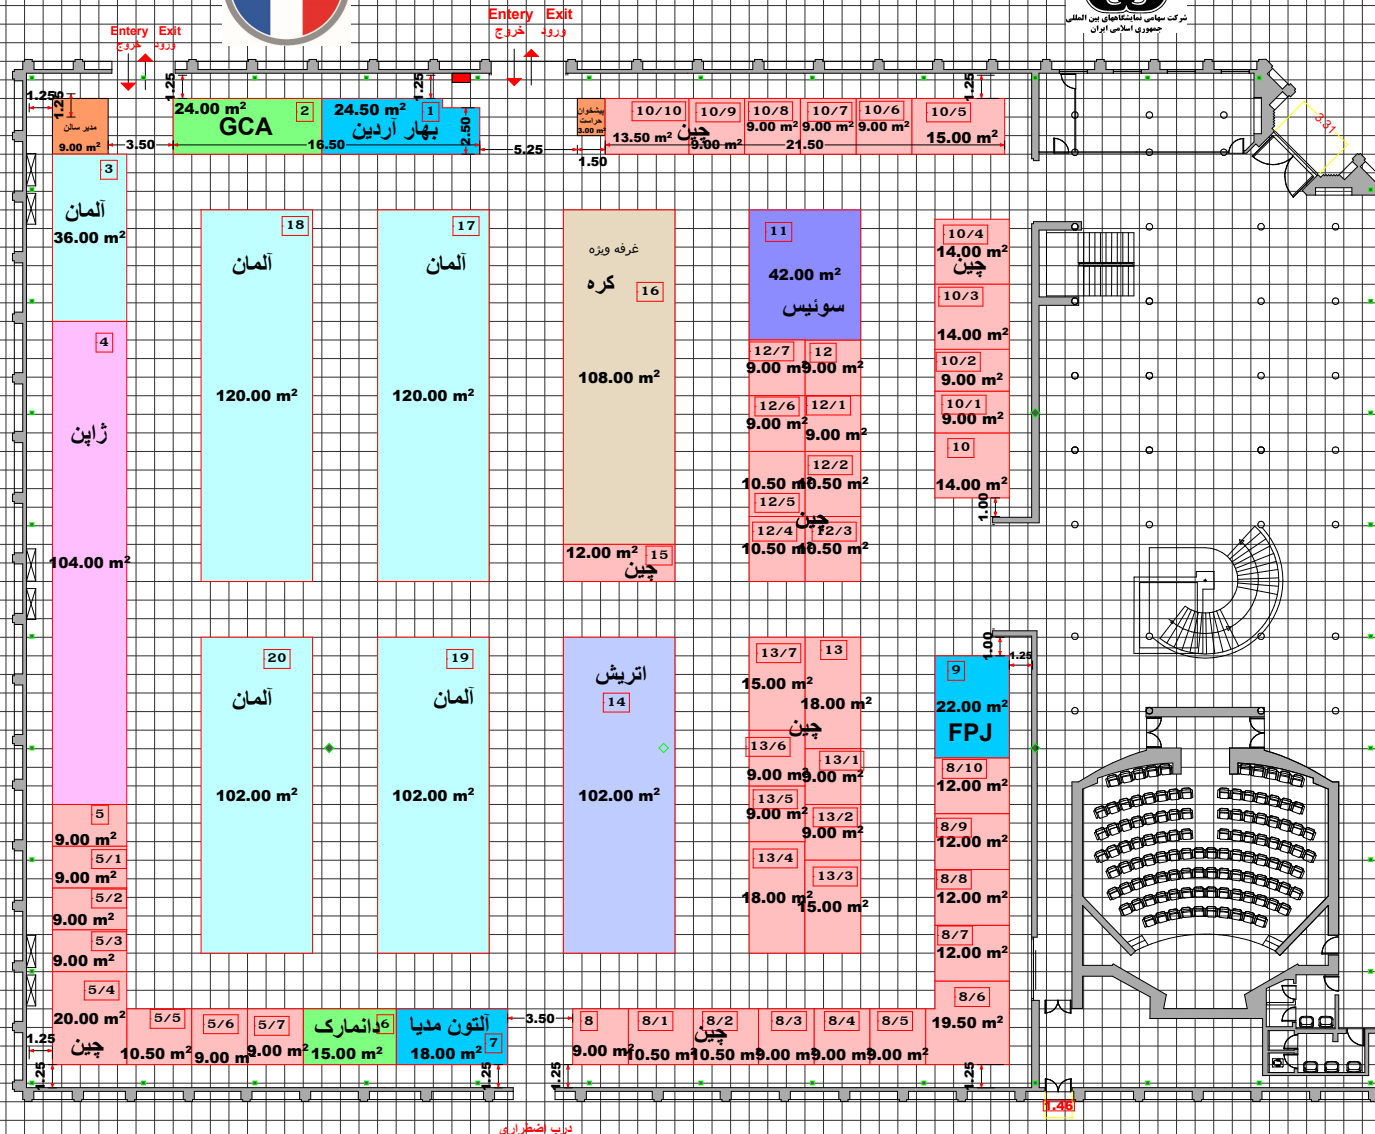 شرکت سهامی نمایشگاههای بین المللی
جمهوری اسلامی ایران
Entery Exit
خروج ورود
Entery Exit
خروج ورود
1.25
1.25
مدیر سالن
9.00 m²
3.50
1.25
24.00 m²
2
GCA
16.50
24.50 m²
1
بهار آردین
1.25
2.50
5.25
پیشخوان
حراست
3.00 m²
1.50
10/10
13.50 m²
چین
10/9
9.00 m²
10/8
9.00 m²
21.50
10/7
9.00 m²
10/6
9.00 m²
10/5
15.00 m²
1.25
3.31
3
آلمان
36.00 m²
4
ژاپن
104.00 m²
18
آلمان
120.00 m²
17
آلمان
120.00 m²
غرفه ویژه
کره
16
108.00 m²
12.00 m²
15
چین
11
42.00 m²
سوئیس
12/7
9.00 m²
12
9.00 m²
12/6
9.00 m²
12/1
9.00 m²
12/2
10.50 m²
10.50 m²
12/5
چین
12/4
10.50 m²
12/3
10.50 m²
10/4
14.00 m²
چین
10/3
14.00 m²
10/2
9.00 m²
10/1
9.00 m²
10
14.00 m²
1.00
20
آلمان
102.00 m²
19
آلمان
102.00 m²
اتریش
14
102.00 m²
13/7
15.00 m²
13
18.00 m²
چین
13/6
9.00 m²
13/1
9.00 m²
13/5
9.00 m²
13/2
9.00 m²
13/4
18.00 m²
13/3
15.00 m²
1.00
1.25
9
22.00 m²
FPJ
8/10
12.00 m²
8/9
12.00 m²
8/8
12.00 m²
8/7
12.00 m²
8/6
19.50 m²
5
9.00 m²
5/1
9.00 m²
5/2
9.00 m²
5/3
9.00 m²
5/4
20.00 m²
چین
1.25
1.25
5/5
10.50 m²
5/6
9.00 m²
5/7
9.00 m²
6
دانمارک
15.00 m²
آلتون مدیا
7
18.00 m²
1.25
3.50
1.25
8
9.00 m²
8/1
10.50 m²
8/2
چین
10.50 m²
8/3
9.00 m²
8/4
9.00 m²
8/5
9.00 m²
1.25
1.46
درب اضطراری